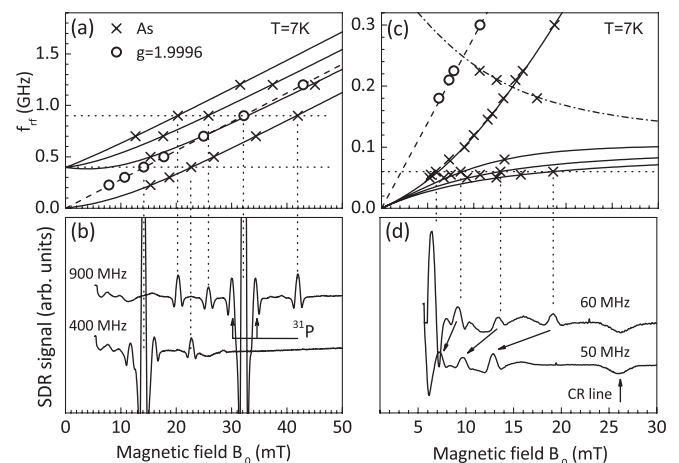 (a)
T=7K
× As
○ g=1.9996
f_rf (GHz)
1.5
1.0
0.5
0.0
(c)
T=7K
0.3
0.2
0.1
0.0
(b)
900 MHz
400 MHz
³¹P
SDR signal (arb. units)
0 10 20 30 40 50
Magnetic field B₀ (mT)
(d)
60 MHz
50 MHz
CR line
5 10 15 20 25 30
Magnetic field B₀ (mT)